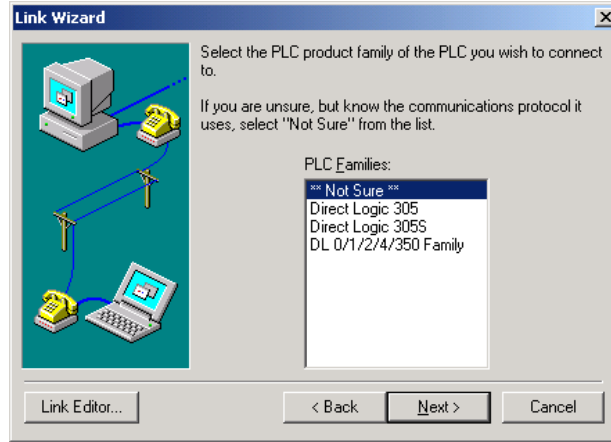 Link Wizard
Select the PLC product family of the PLC you wish to connect
to.
If you are unsure, but know the communications protocol it
uses, select "Not Sure" from the list.
PLC Families:
** Not Sure **
Direct Logic 305
Direct Logic 305S
DL 0/1/2/4/350 Family
Link Editor... < Back Next > Cancel